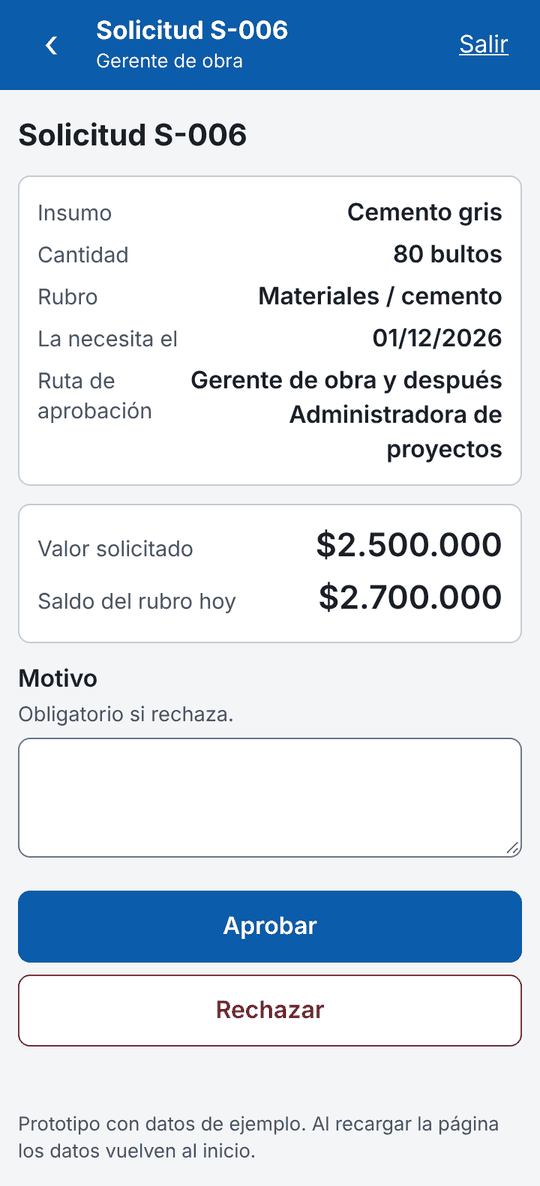 Solicitud S-006
Gerente de obra
Salir
Solicitud S-006
Insumo Cemento gris
Cantidad 80 bultos
Rubro Materiales / cemento
La necesita el 01/12/2026
Ruta de aprobación Gerente de obra y después
Administradora de
proyectos
Valor solicitado $2.500.000
Saldo del rubro hoy $2.700.000
Motivo
Obligatorio si rechaza.
Aprobar
Rechazar
Prototipo con datos de ejemplo. Al recargar la página
los datos vuelven al inicio.